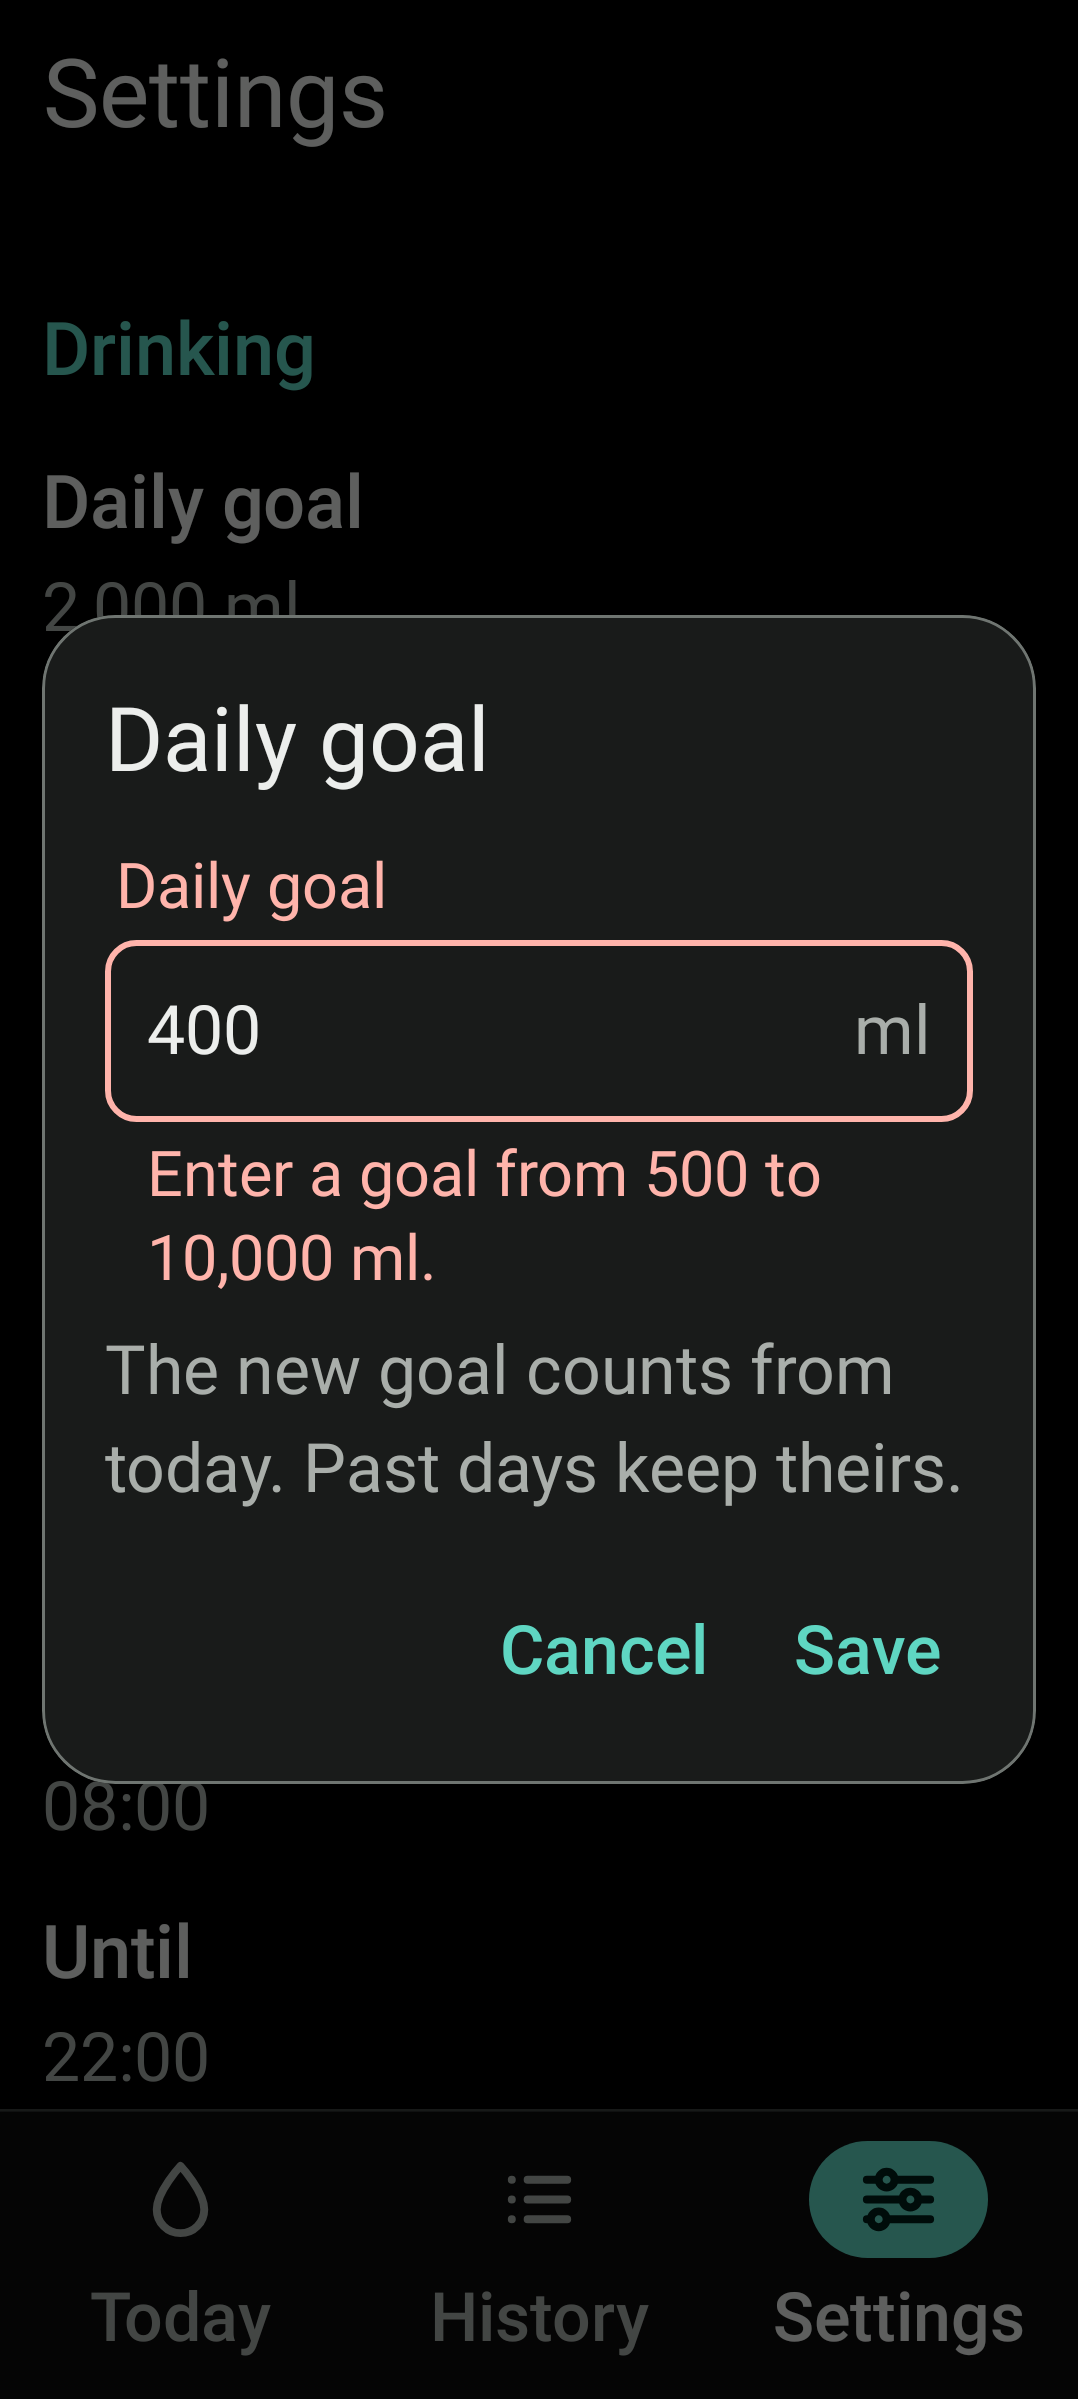 Settings
Drinking
Daily goal
2,000 ml
Daily goal
Daily goal
400 ml
Enter a goal from 500 to
10,000 ml.
The new goal counts from
today. Past days keep theirs.
Cancel Save
08:00
Until
22:00
Today History Settings